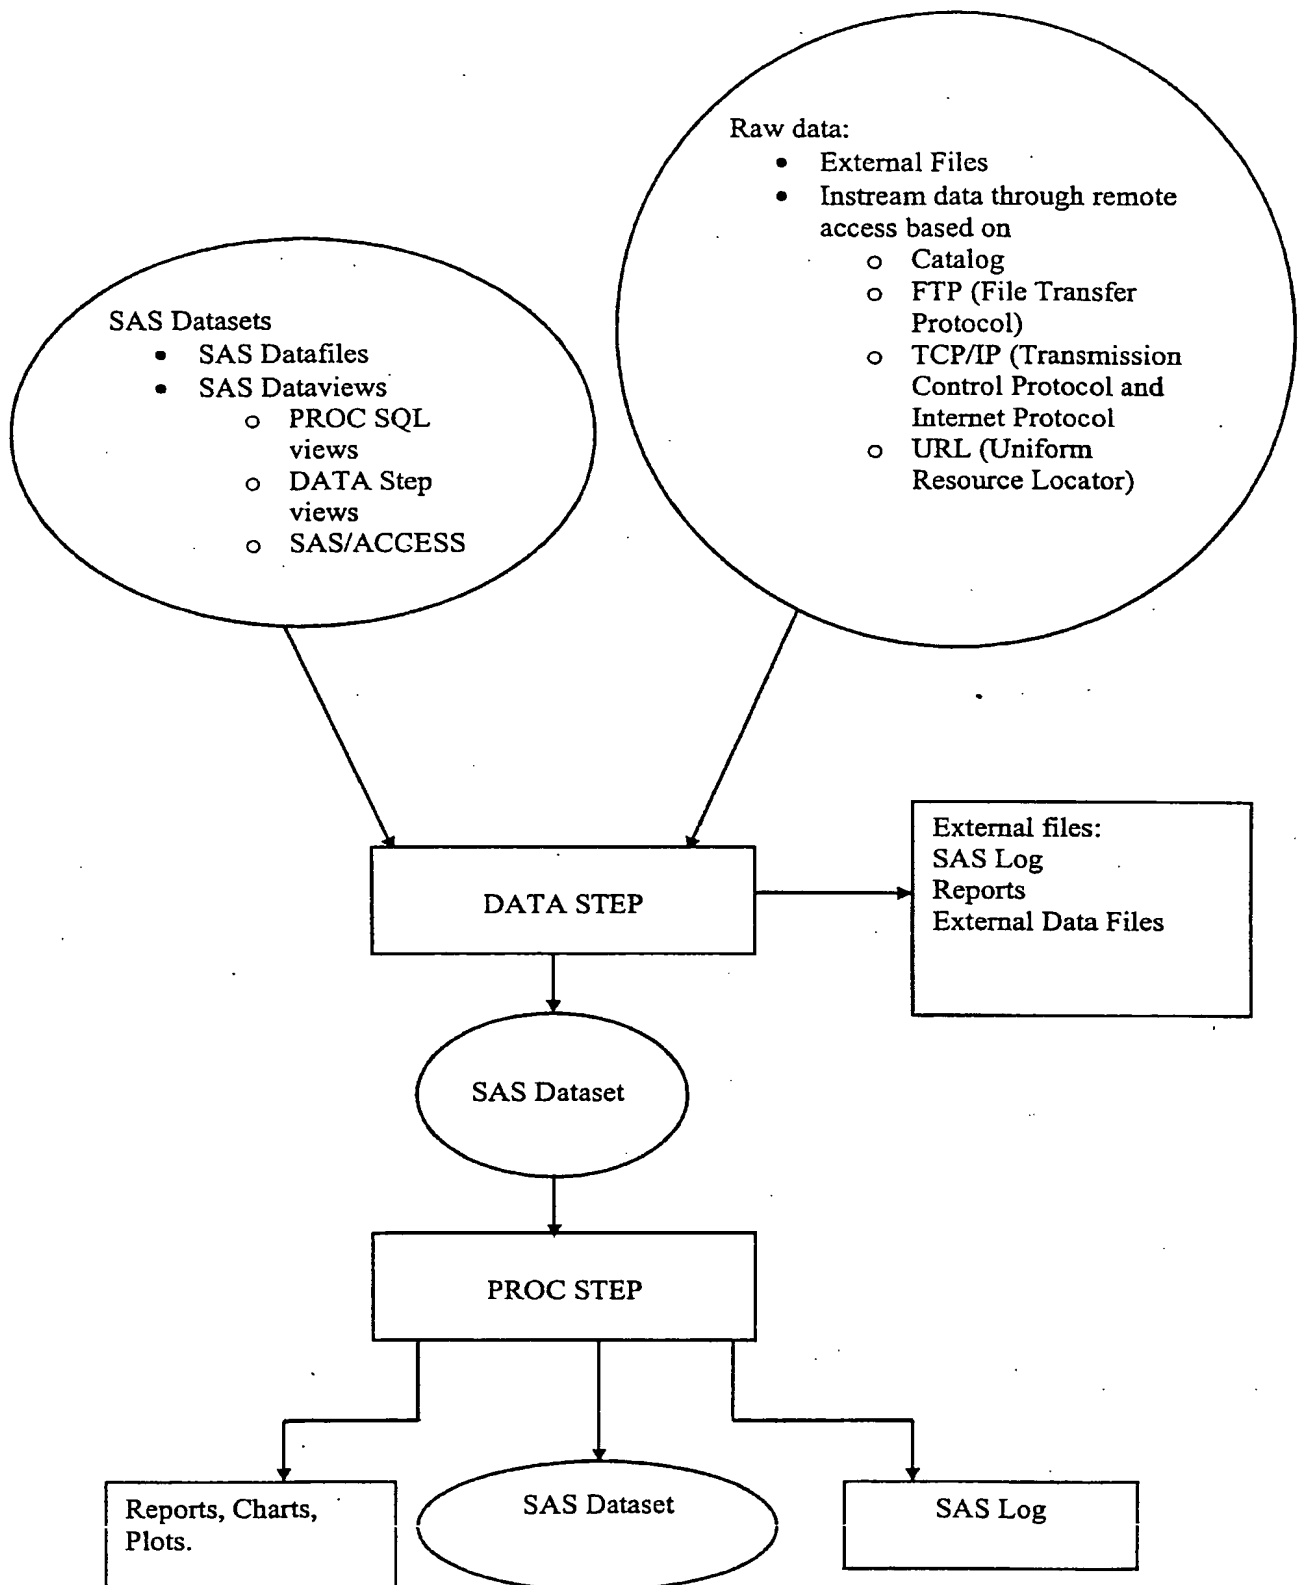 Raw data:
• External Files
• Instream data through remote
access based on
o Catalog
o FTP (File Transfer
Protocol)
o TCP/IP (Transmission
Control Protocol and
Internet Protocol
o URL (Uniform
Resource Locator)
SAS Datasets
• SAS Datafiles
• SAS Dataviews
o PROC SQL
views
o DATA Step
views
o SAS/ACCESS
DATA STEP
External files:
SAS Log
Reports
External Data Files
SAS Dataset
PROC STEP
Reports, Charts,
Plots.
SAS Dataset
SAS Log